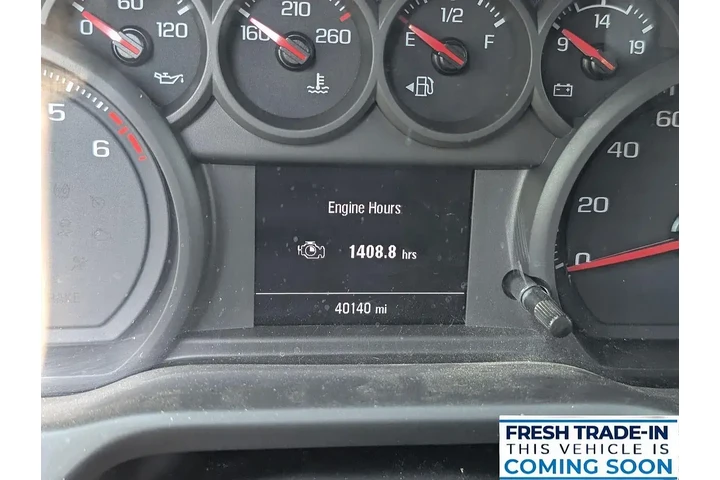 0 60 120
160 210 260
E 1/2 F
9 14 19
5
6
Engine Hours
1408.8 hrs
40140 mi
60
40
20
0
FRESH TRADE-IN
THIS VEHICLE IS
COMING SOON